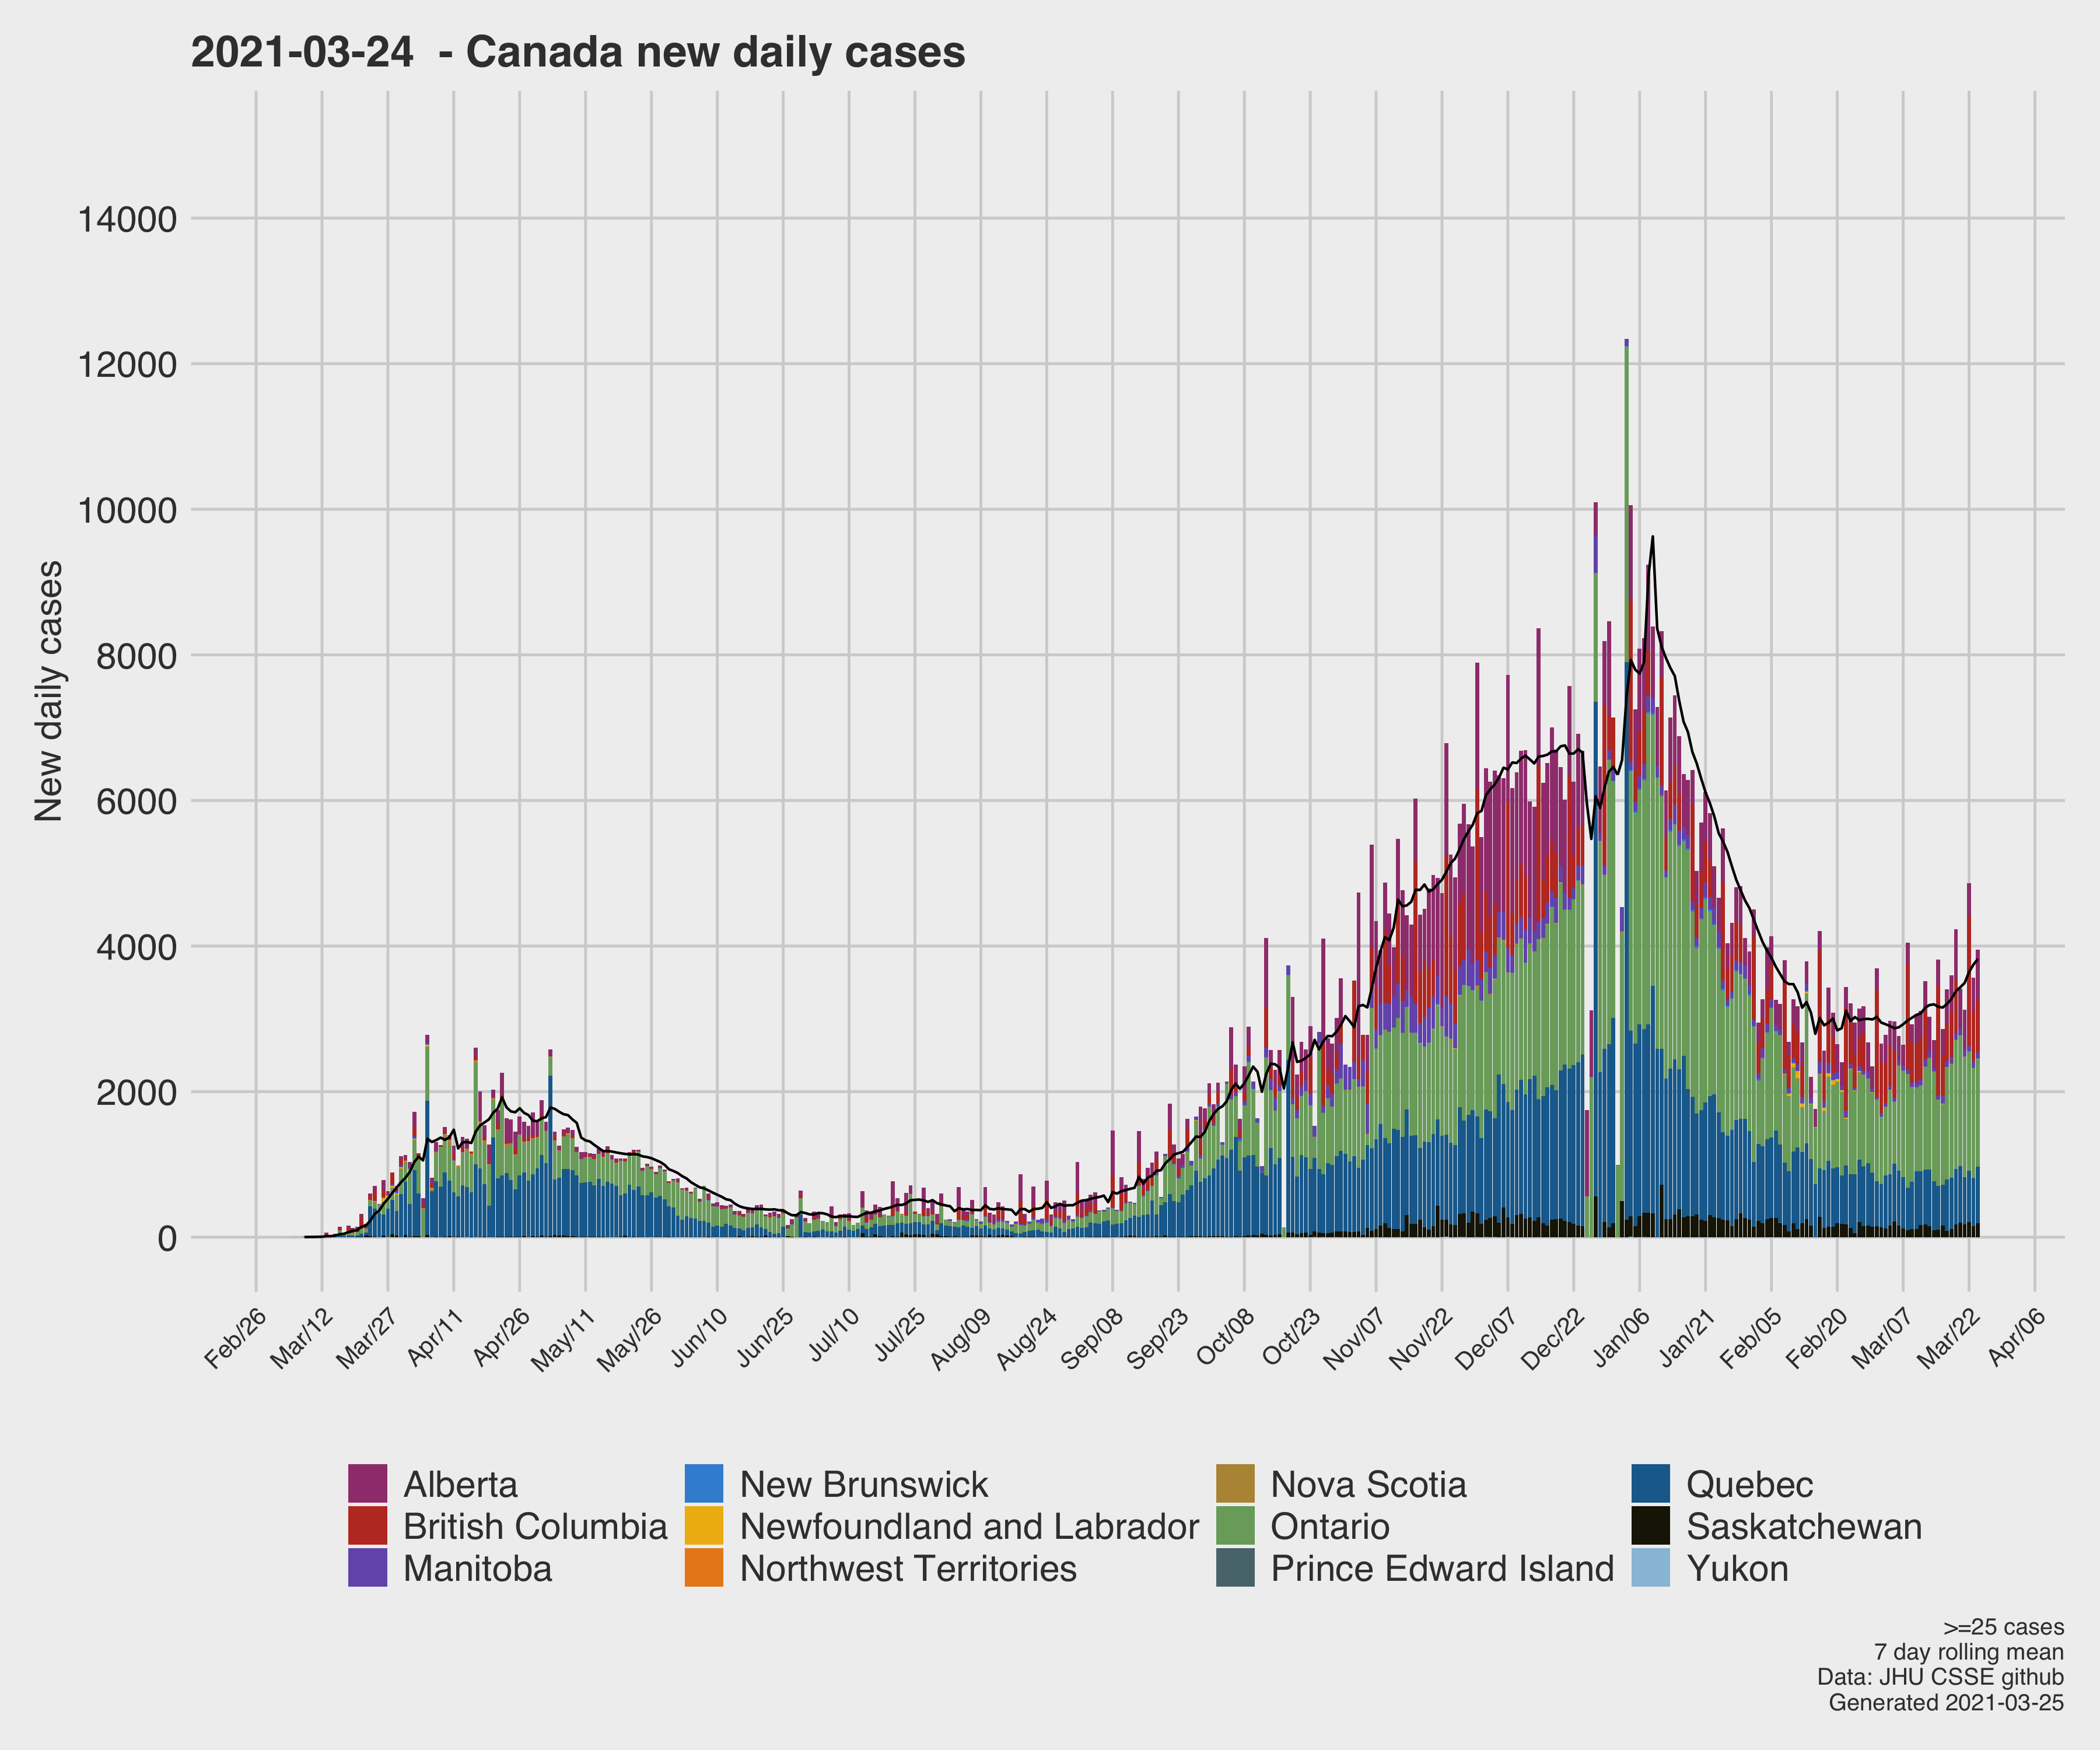 2021-03-24 - Canada new daily cases
New daily cases
14000
12000
10000
8000
6000
4000
2000
0
Feb/26 Mar/12 Mar/27 Apr/11 Apr/26 May/11 May/26 Jun/10 Jun/25 Jul/10 Jul/25 Aug/09 Aug/24 Sep/08 Sep/23 Oct/08 Oct/23 Nov/07 Nov/22 Dec/07 Dec/22 Jan/06 Jan/21 Feb/05 Feb/20 Mar/07 Mar/22 Apr/06
Alberta New Brunswick Nova Scotia Quebec
British Columbia Newfoundland and Labrador Ontario Saskatchewan
Manitoba Northwest Territories Prince Edward Island Yukon
>=25 cases
7 day rolling mean
Data: JHU CSSE github
Generated 2021-03-25